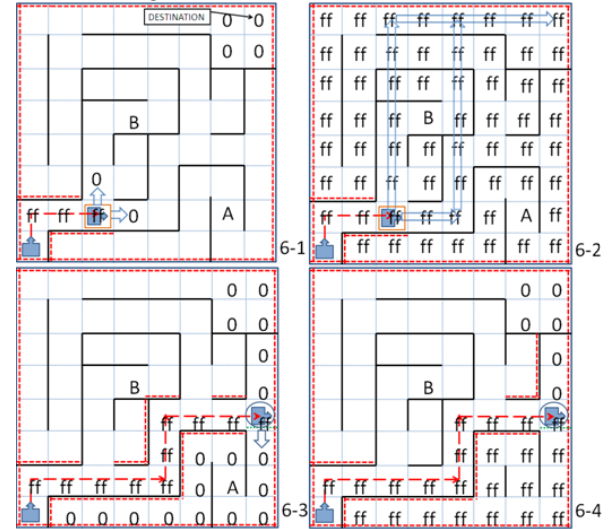 DESTINATION 0 0
0 0
B
0
ff ff ff 0 A
6-1
ff ff ff ff ff ff ff ff
ff ff ff ff ff ff ff ff
ff ff ff ff ff ff ff ff
ff ff ff B ff ff ff ff
ff ff ff ff ff ff ff ff
ff ff ff ff ff ff ff ff
ff ff ff ff ff ff A ff
ff ff ff ff ff ff ff
6-2
0 0
0 0
0
B 0
ff ff ff ff
ff 0 0 0
ff ff ff ff ff 0 A 0
0 0 0 0 0 0 0
6-3
0 0
0 0
0
B 0
ff ff ff ff
ff ff ff ff
ff ff ff ff ff ff ff ff
ff ff ff ff ff ff ff
6-4